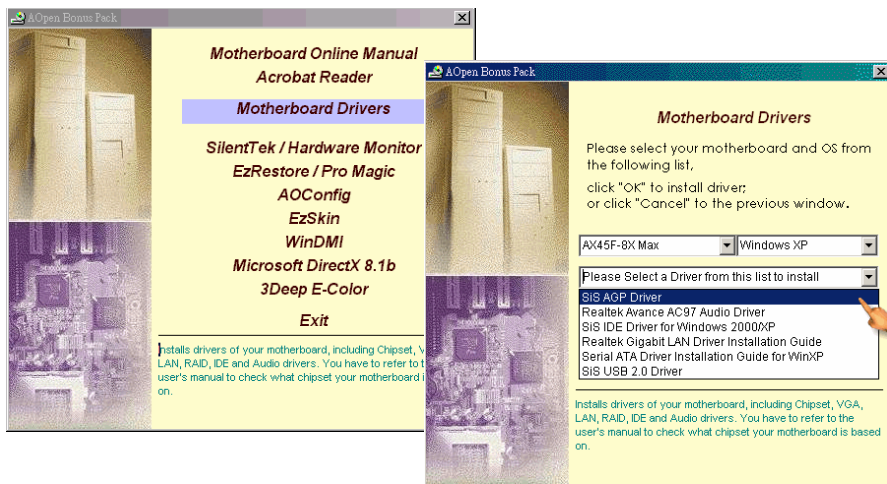 AOpen Bonus Pack
Motherboard Online Manual
Acrobat Reader
Motherboard Drivers
SilentTek / Hardware Monitor
EzRestore / Pro Magic
AOConfig
EzSkin
WinDMI
Microsoft DirectX 8.1b
3Deep E-Color
Exit
Installs drivers of your motherboard, including Chipset, V
LAN, RAID, IDE and Audio drivers. You have to refer to t
user's manual to check what chipset your motherboard i
on.
AOpen Bonus Pack
Motherboard Drivers
Please select your motherboard and OS from
the following list,
click "OK" to install driver;
or click "Cancel" to the previous window.
AX45F-8X Max Windows XP
Please Select a Driver from this list to install
SiS AGP Driver
Realtek Avance AC97 Audio Driver
SiS IDE Driver for Windows 2000/XP
Realtek Gigabit LAN Driver Installation Guide
Serial ATA Driver Installation Guide for WinXP
SiS USB 2.0 Driver
Installs drivers of your motherboard, including Chipset, VGA,
LAN, RAID, IDE and Audio drivers. You have to refer to the
user's manual to check what chipset your motherboard is based
on.